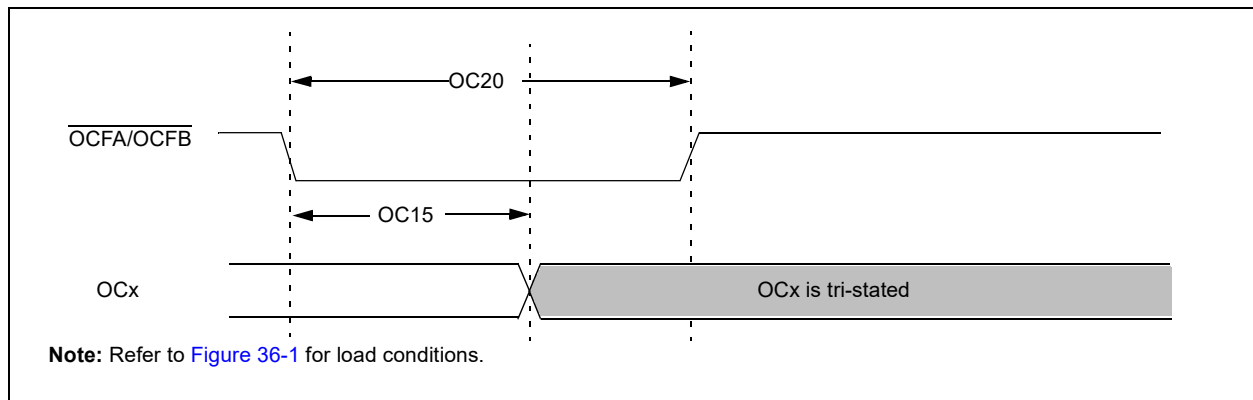 OC20
OCFA/OCFB
OC15
OCx
OCx is tri-stated
Note: Refer to Figure 36-1 for load conditions.